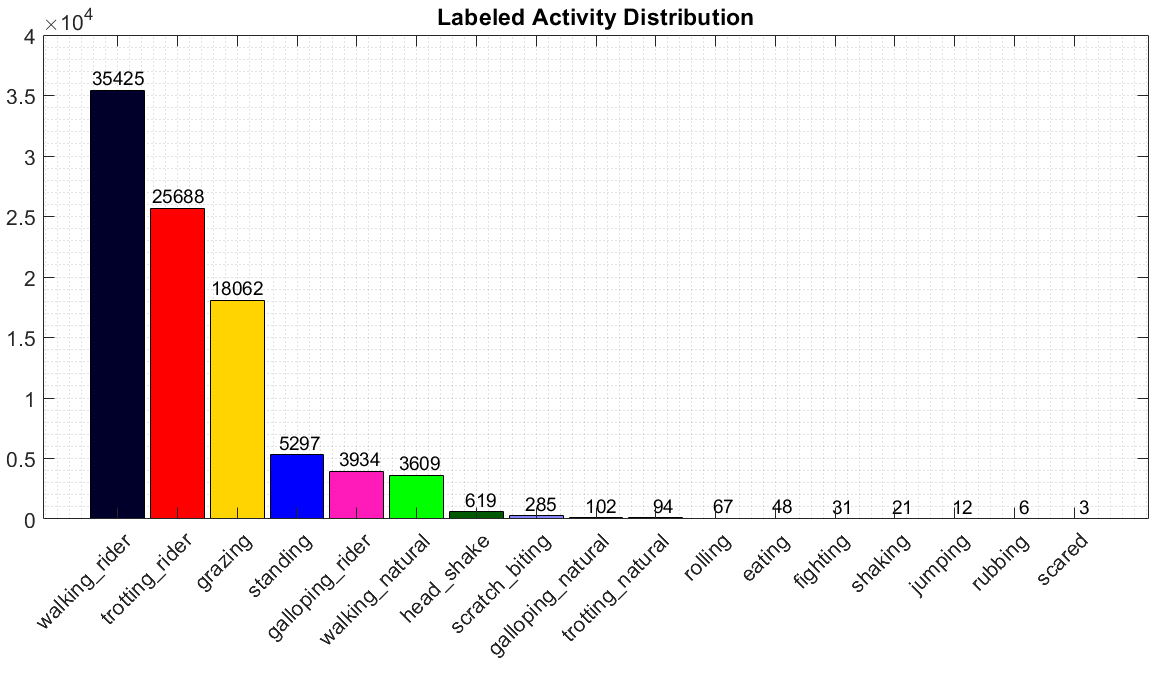 Labeled Activity Distribution
×10^4
4
3.5
3
2.5
2
1.5
1
0.5
0
35425
25688
18062
5297
3934
3609
619
285
102
94
67
48
31
21
12
6
3
walking_rider
trotting_rider
grazing
standing
galloping_rider
walking_natural
head_shake
scratch_biting
galloping_natural
trotting_natural
rolling
eating
fighting
shaking
jumping
rubbing
scared